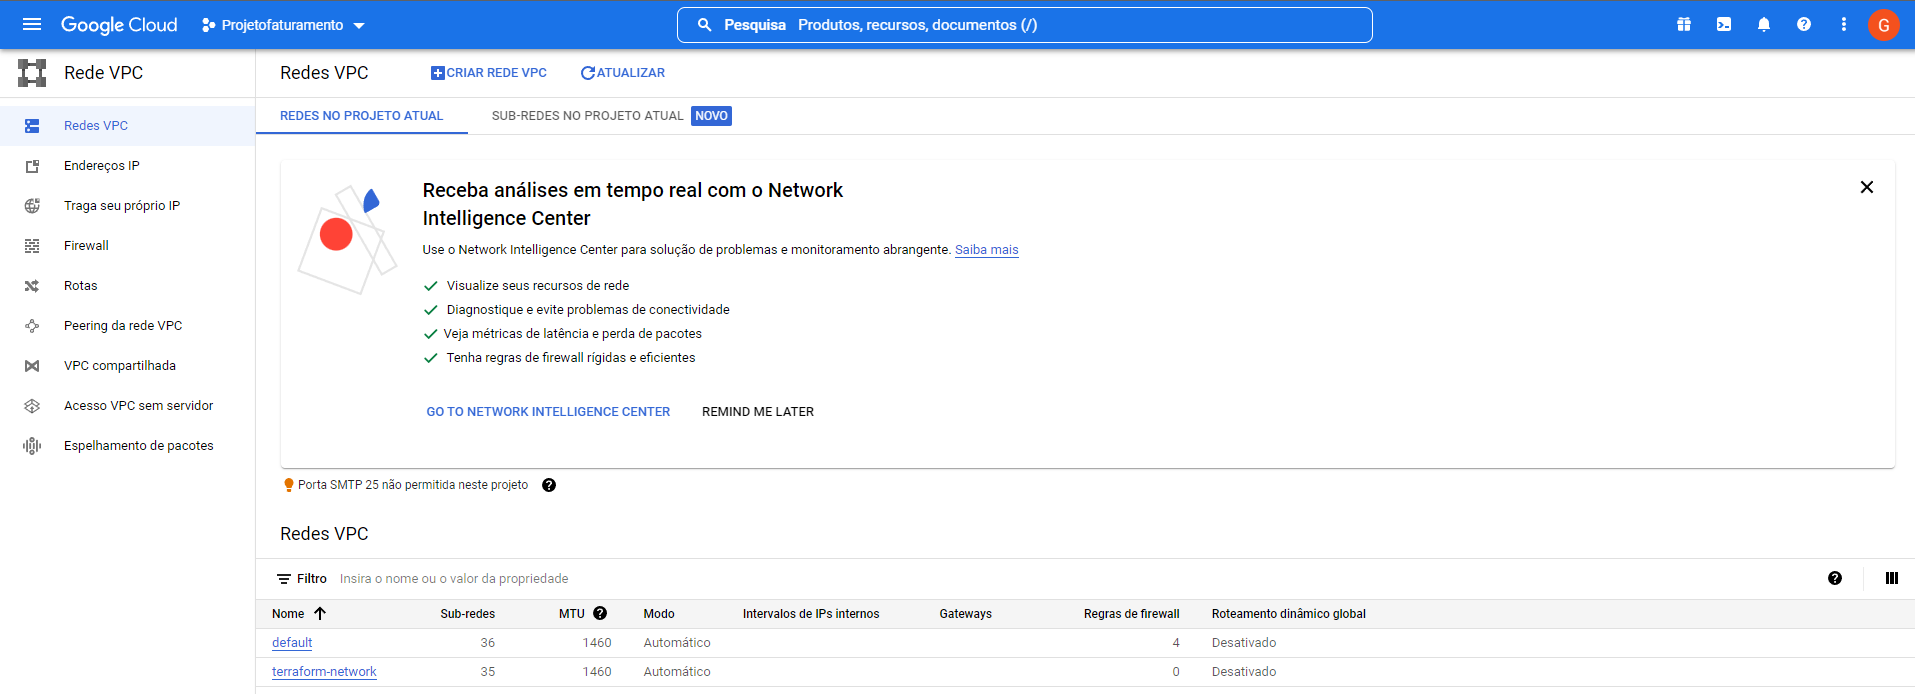 Google Cloud Projetofaturamento Pesquisa Produtos, recursos, documentos (/) G
Rede VPC
Redes VPC
Endereços IP
Traga seu próprio IP
Firewall
Rotas
Peering da rede VPC
VPC compartilhada
Acesso VPC sem servidor
Espelhamento de pacotes
Redes VPC CRIAR REDE VPC ATUALIZAR
REDES NO PROJETO ATUAL SUB-REDES NO PROJETO ATUAL NOVO
Receba análises em tempo real com o Network
Intelligence Center
Use o Network Intelligence Center para solução de problemas e monitoramento abrangente. Saiba mais
Visualize seus recursos de rede
Diagnostique e evite problemas de conectividade
Veja métricas de latência e perda de pacotes
Tenha regras de firewall rígidas e eficientes
GO TO NETWORK INTELLIGENCE CENTER REMIND ME LATER
Porta SMTP 25 não permitida neste projeto
Redes VPC
Filtro Insira o nome ou o valor da propriedade
Nome Sub-redes MTU Modo Intervalos de IPs internos Gateways Regras de firewall Roteamento dinâmico global
default 36 1460 Automático 4 Desativado
terraform-network 35 1460 Automático 0 Desativado